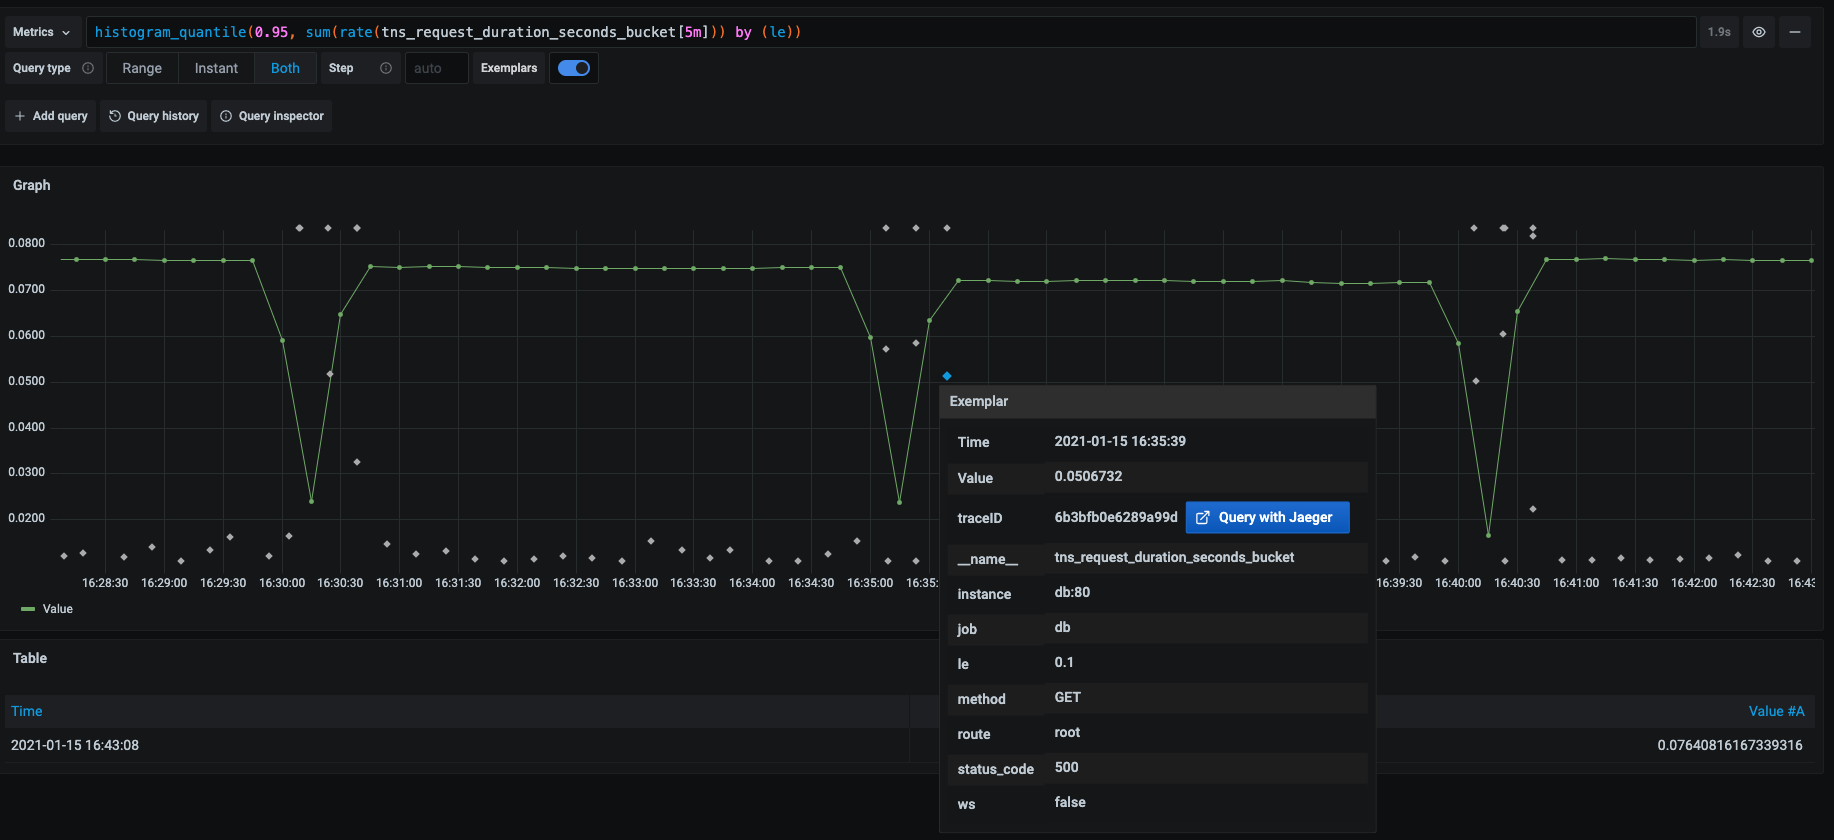 Metrics histogram_quantile(0.95, sum(rate(tns_request_duration_seconds_bucket[5m])) by (le)) 1.9s
Query type Range Instant Both Step auto Exemplars
+ Add query Query history Query inspector
Graph
0.0800
0.0700
0.0600
0.0500
0.0400
0.0300
0.0200
16:28:30 16:29:00 16:29:30 16:30:00 16:30:30 16:31:00 16:31:30 16:32:00 16:32:30 16:33:00 16:33:30 16:34:00 16:34:30 16:35:00 16:35: 16:39:30 16:40:00 16:40:30 16:41:00 16:41:30 16:42:00 16:42:30 16:43
Value
Exemplar
Time 2021-01-15 16:35:39
Value 0.0506732
traceID 6b3bfb0e6289a99d Query with Jaeger
__name__ tns_request_duration_seconds_bucket
instance db:80
job db
le 0.1
method GET
route root
status_code 500
ws false
Table
Time Value #A
2021-01-15 16:43:08 0.07640816167339316